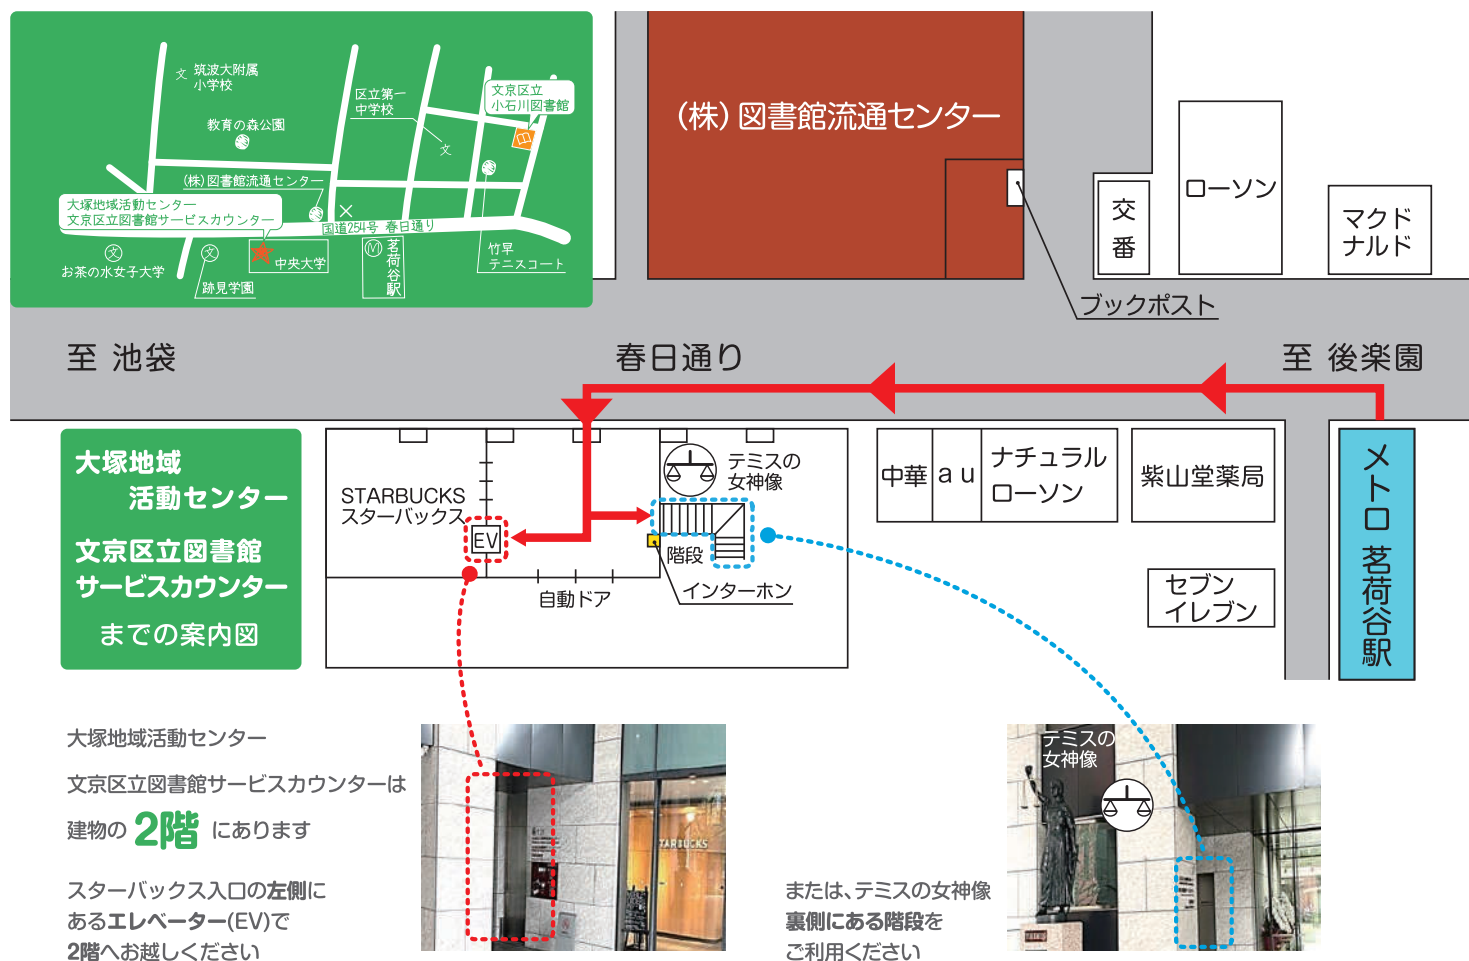 筑波大附属
小学校
教育の森公園
区立第一
中学校
文京区立
小石川図書館
(株)図書館流通センター
大塚地域活動センター
文京区立図書館サービスカウンター
国道254号 春日通り
お茶の水女子大学
跡見学園
中央大学
茗荷谷駅
竹早
テニスコート
(株)図書館流通センター
交番
ローソン
マクド
ナルド
ブックポスト
至 池袋
春日通り
至 後楽園
大塚地域
活動センター
文京区立図書館
サービスカウンター
までの案内図
STARBUCKS
スターバックス
EV
テミスの
女神像
階段
インターホン
自動ドア
中華
au
ナチュラル
ローソン
紫山堂薬局
セブン
イレブン
メトロ 茗荷谷駅
大塚地域活動センター
文京区立図書館サービスカウンターは
建物の 2階 にあります
スターバックス入口の左側に
あるエレベーター(EV)で
2階へお越しください
STARBUCKS
テミスの
女神像
または、テミスの女神像
裏側にある階段を
ご利用ください